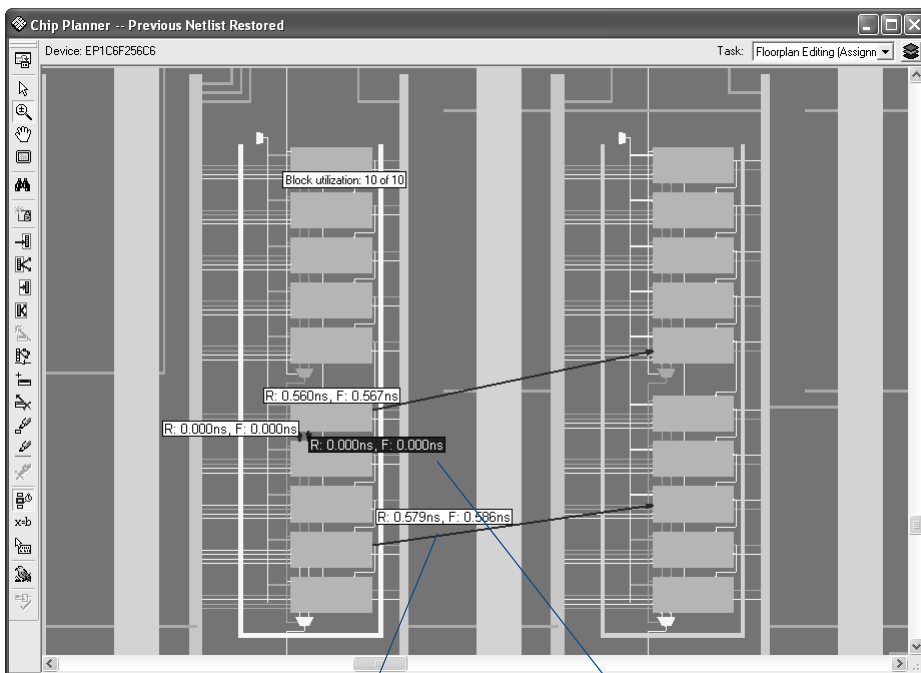 Chip Planner -- Previous Netlist Restored
Device: EP1C6F256C6
Task: Floorplan Editing (Assignn
Block utilization: 10 of 10
R: 0.560ns, F: 0.567ns
R: 0.000ns, F: 0.000ns
R: 0.000ns, F: 0.000ns
R: 0.579ns, F: 0.586ns
x=b